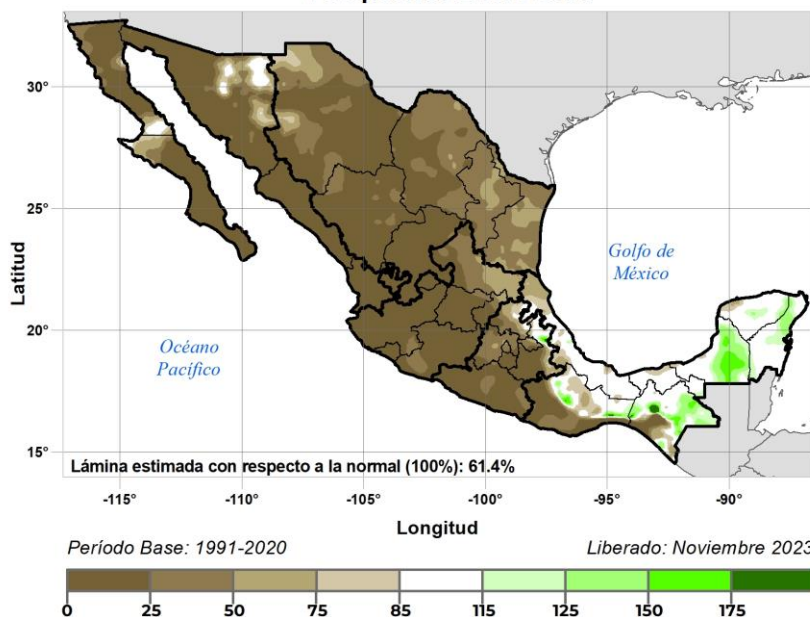 30°
25°
20°
15°
Latitud
Océano
Pacífico
Golfo de
México
Lámina estimada con respecto a la normal (100%): 61.4%
-115° -110° -105° -100° -95° -90°
Longitud
Período Base: 1991-2020 Liberado: Noviembre 2023
0 25 50 75 85 115 125 150 175